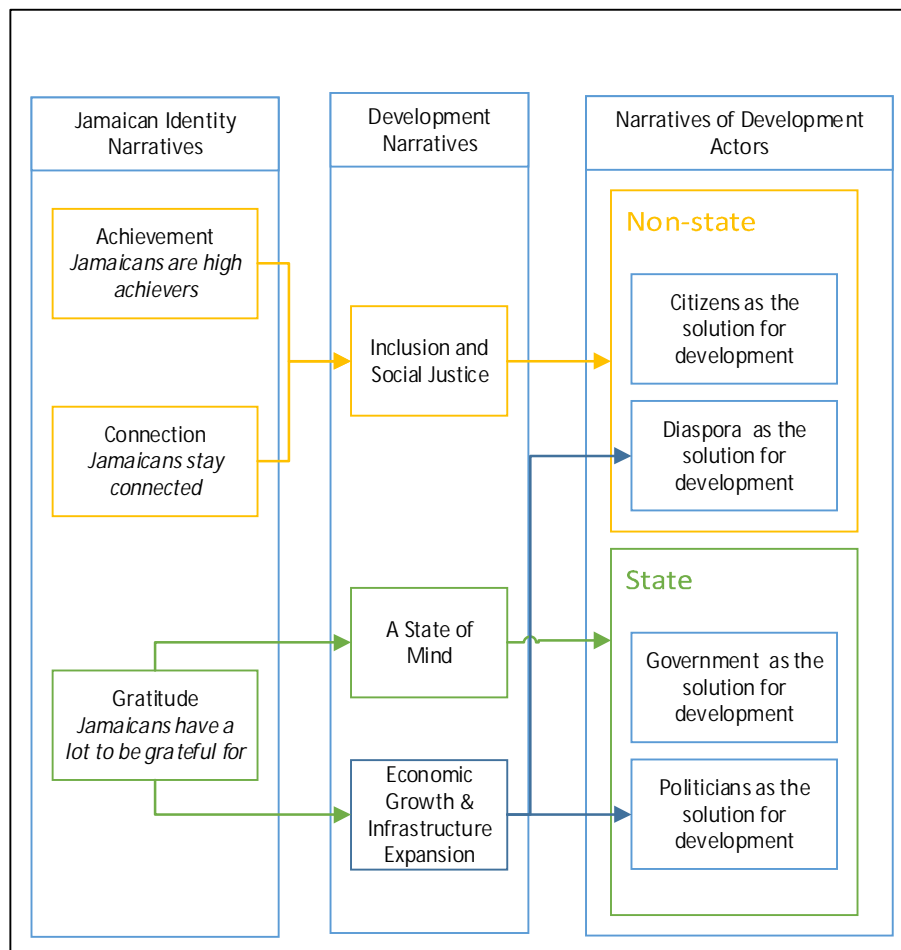 Jamaican Identity
Narratives
Development
Narratives
Narratives of Development
Actors
Achievement
Jamaicans are high
achievers
Connection
Jamaicans stay
connected
Gratitude
Jamaicans have a
lot to be grateful for
Inclusion and
Social Justice
A State of
Mind
Economic
Growth &
Infrastructure
Expansion
Non-state
Citizens as the
solution for
development
Diaspora as the
solution for
development
State
Government as the
solution for
development
Politicians as the
solution for
development